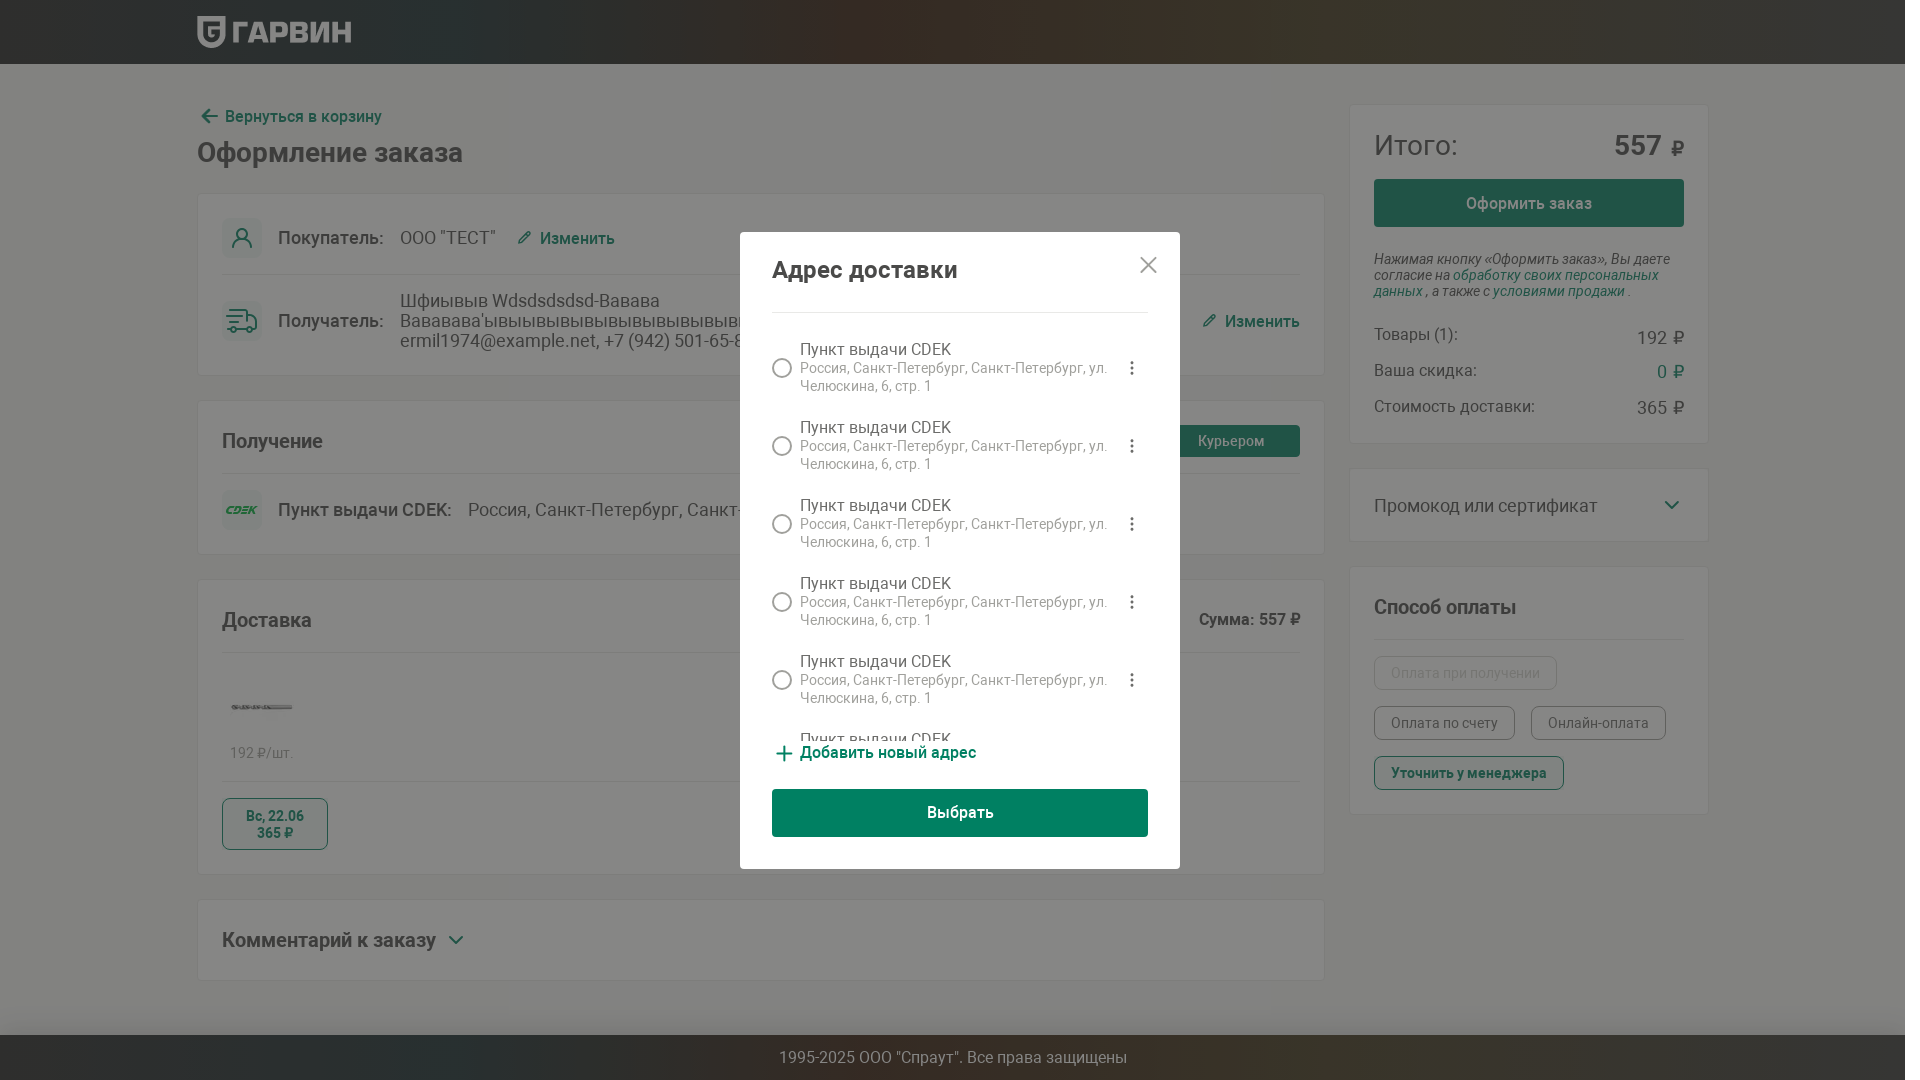 ГАРВИН
Вернуться в корзину
Оформление заказа
Покупатель: ООО "ТЕСТ" Изменить
Получатель:
Шфиывыв Wdsdsdsdsd-Вавава
Изменить
ermil1974@example.net, +7 (942) 501-65-8
Получение
Курьером
CDEK
Пункт выдачи CDEK: Россия, Санкт-Петербург, Санкт-
Доставка
Сумма: 557 ₽
192 ₽/шт.
Вс, 22.06
365 ₽
Комментарий к заказу
Адрес доставки
Пункт выдачи CDEK
Россия, Санкт-Петербург, Санкт-Петербург, ул.
Челюскина, 6, стр. 1
Пункт выдачи CDEK
Россия, Санкт-Петербург, Санкт-Петербург, ул.
Челюскина, 6, стр. 1
Пункт выдачи CDEK
Россия, Санкт-Петербург, Санкт-Петербург, ул.
Челюскина, 6, стр. 1
Пункт выдачи CDEK
Россия, Санкт-Петербург, Санкт-Петербург, ул.
Челюскина, 6, стр. 1
Пункт выдачи CDEK
Россия, Санкт-Петербург, Санкт-Петербург, ул.
Челюскина, 6, стр. 1
Пункт выдачи CDEK
Добавить новый адрес
Выбрать
Итого: 557 ₽
Оформить заказ
Нажимая кнопку «Оформить заказ», Вы даете
согласие на обработку своих персональных
данных , а также с условиями продажи .
Товары (1): 192 ₽
Ваша скидка: 0 ₽
Стоимость доставки: 365 ₽
Промокод или сертификат
Способ оплаты
Оплата при получении
Оплата по счету
Онлайн-оплата
Уточнить у менеджера
1995-2025 ООО "Спраут". Все права защищены